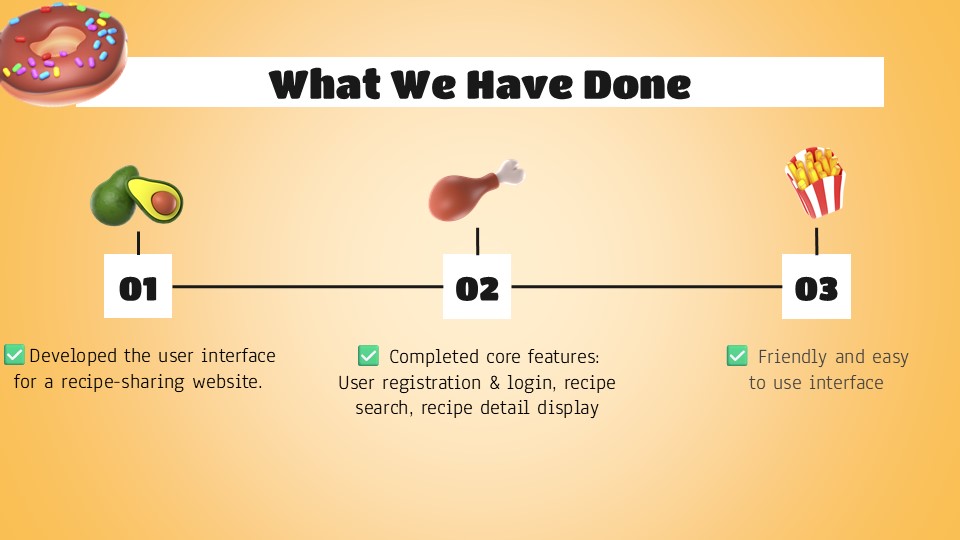 What We Have Done
01
02
03
✅ Developed the user interface
for a recipe-sharing website.
✅ Completed core features:
User registration & login, recipe
search, recipe detail display
✅ Friendly and easy
to use interface